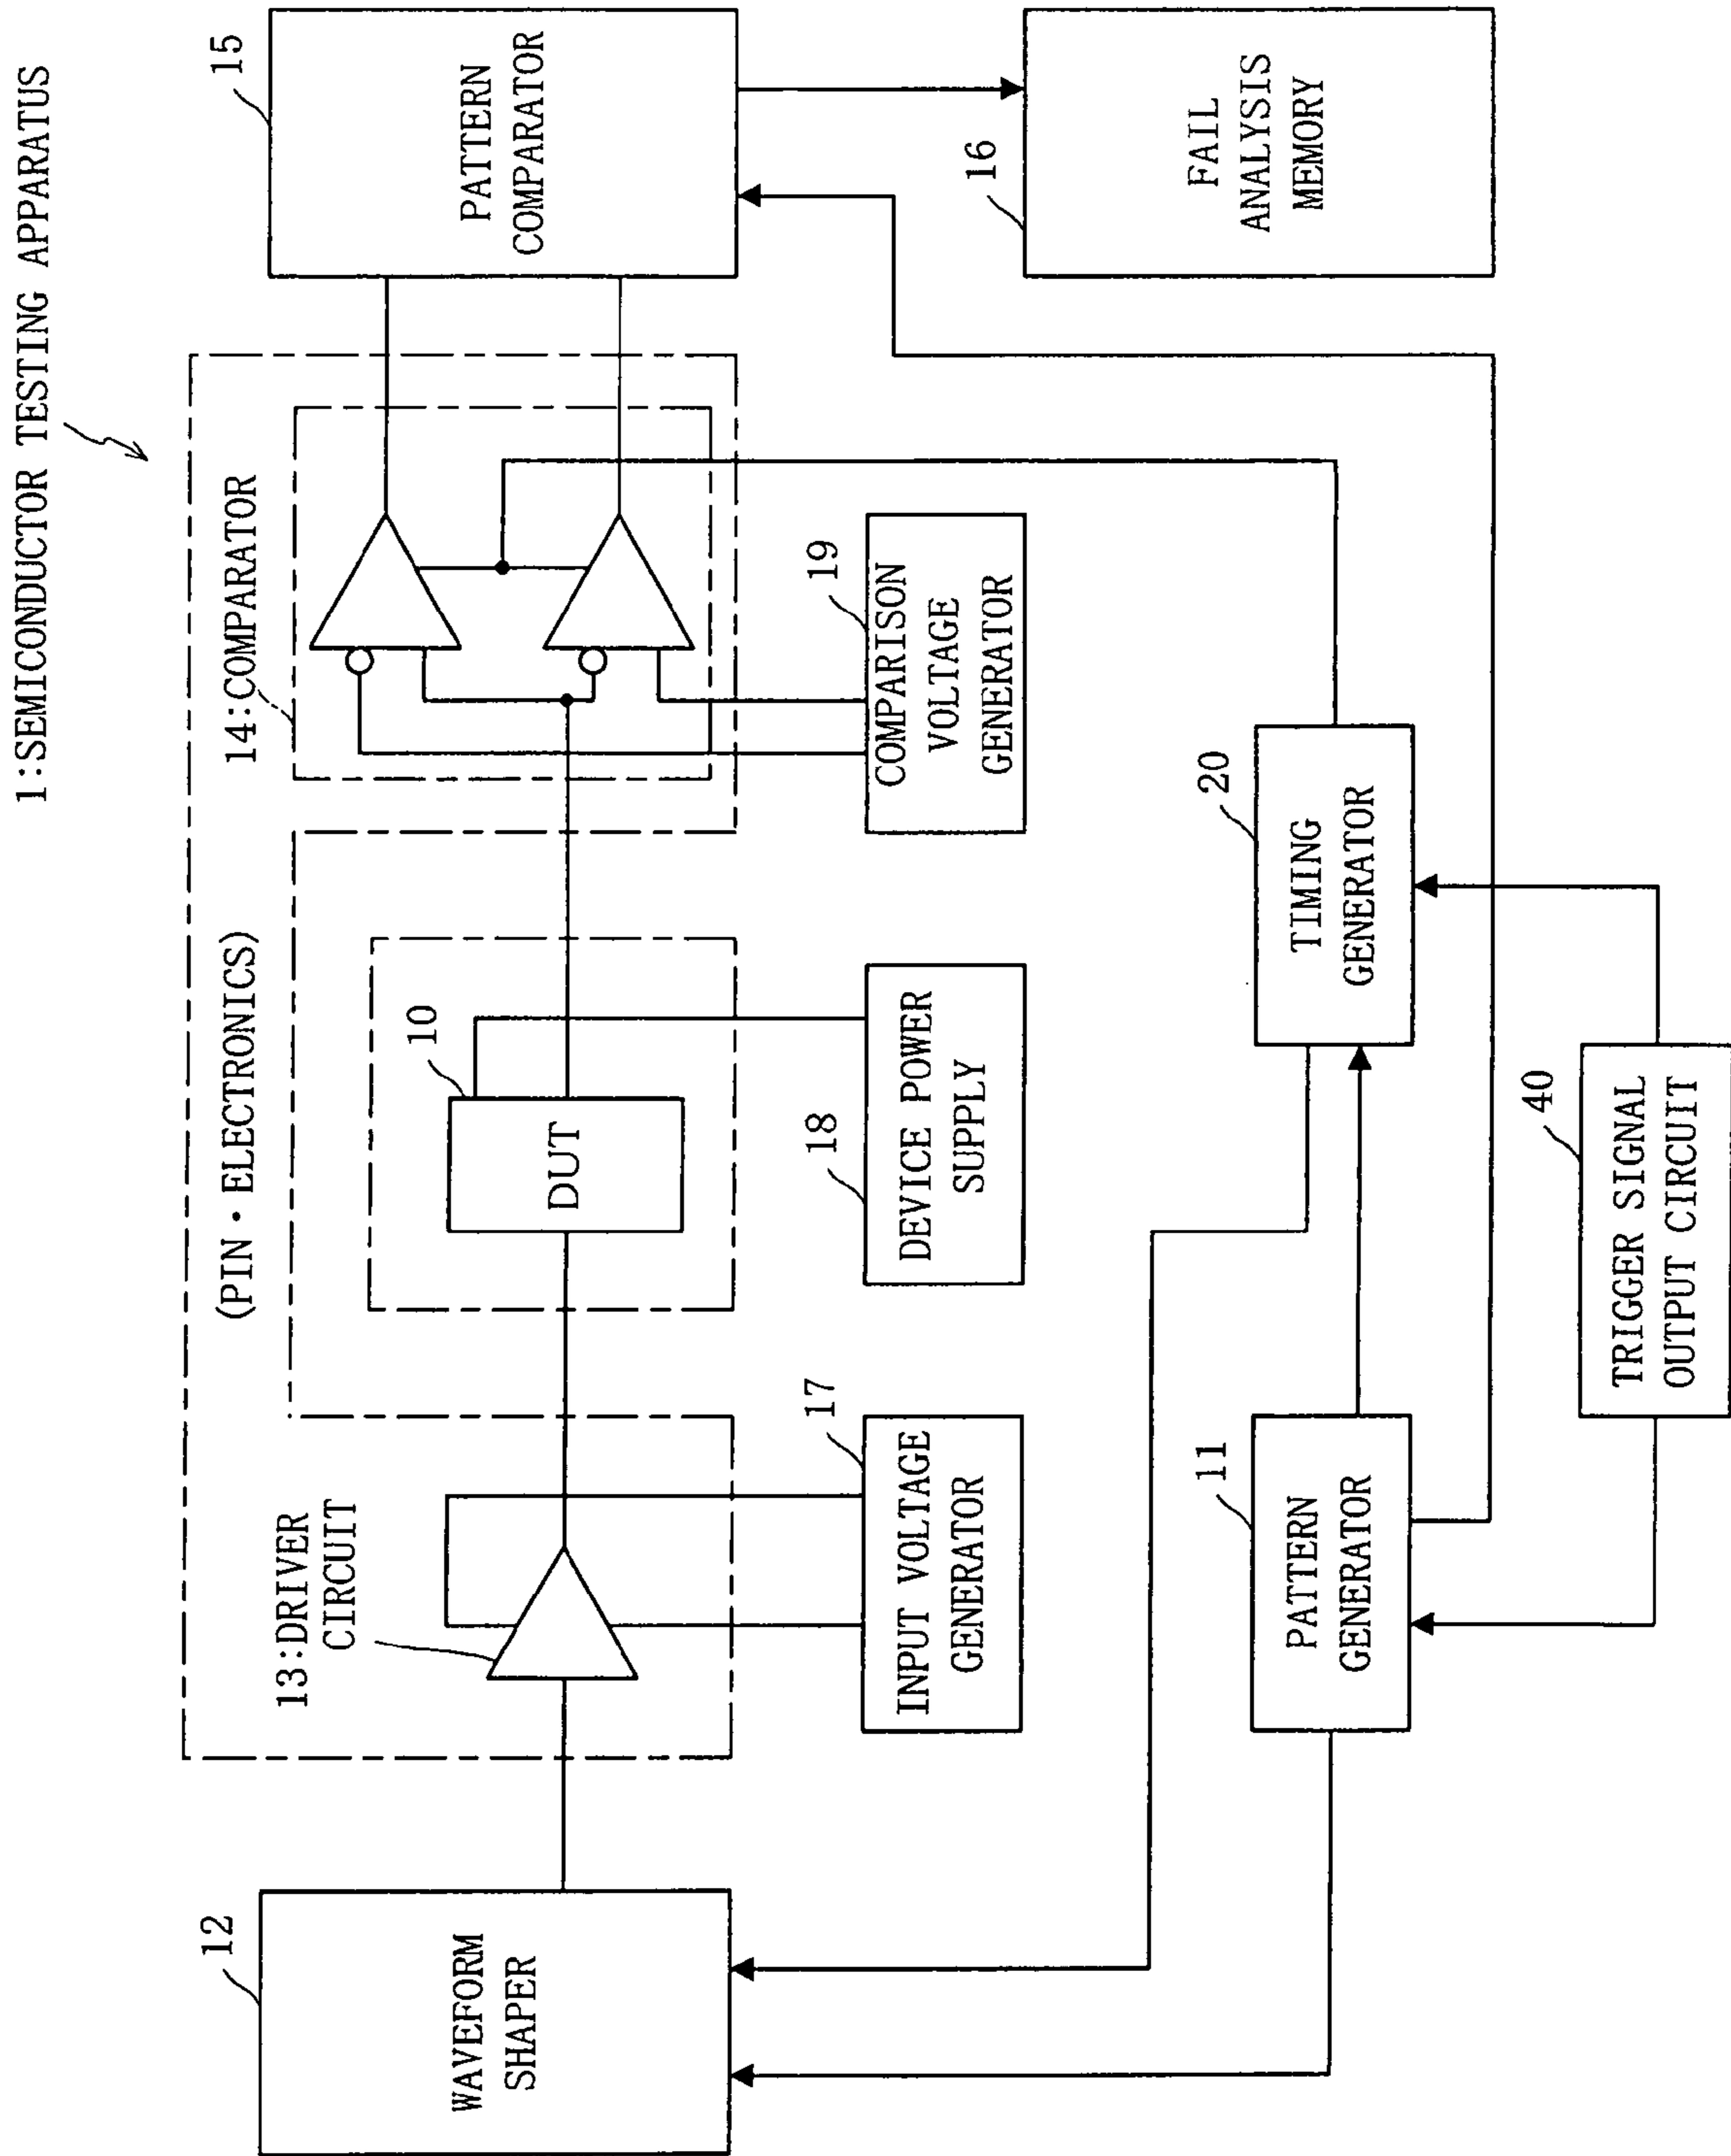 1:SEMICONDUCTOR TESTING APPARATUS
(PIN・ELECTRONICS)
12
WAVEFORM
SHAPER
13:DRIVER
CIRCUIT
10
DUT
14:COMPARATOR
15
PATTERN
COMPARATOR
17
INPUT VOLTAGE
GENERATOR
18
DEVICE POWER
SUPPLY
19
COMPARISON
VOLTAGE
GENERATOR
16
FAIL
ANALYSIS
MEMORY
11
PATTERN
GENERATOR
20
TIMING
GENERATOR
40
TRIGGER SIGNAL
OUTPUT CIRCUIT